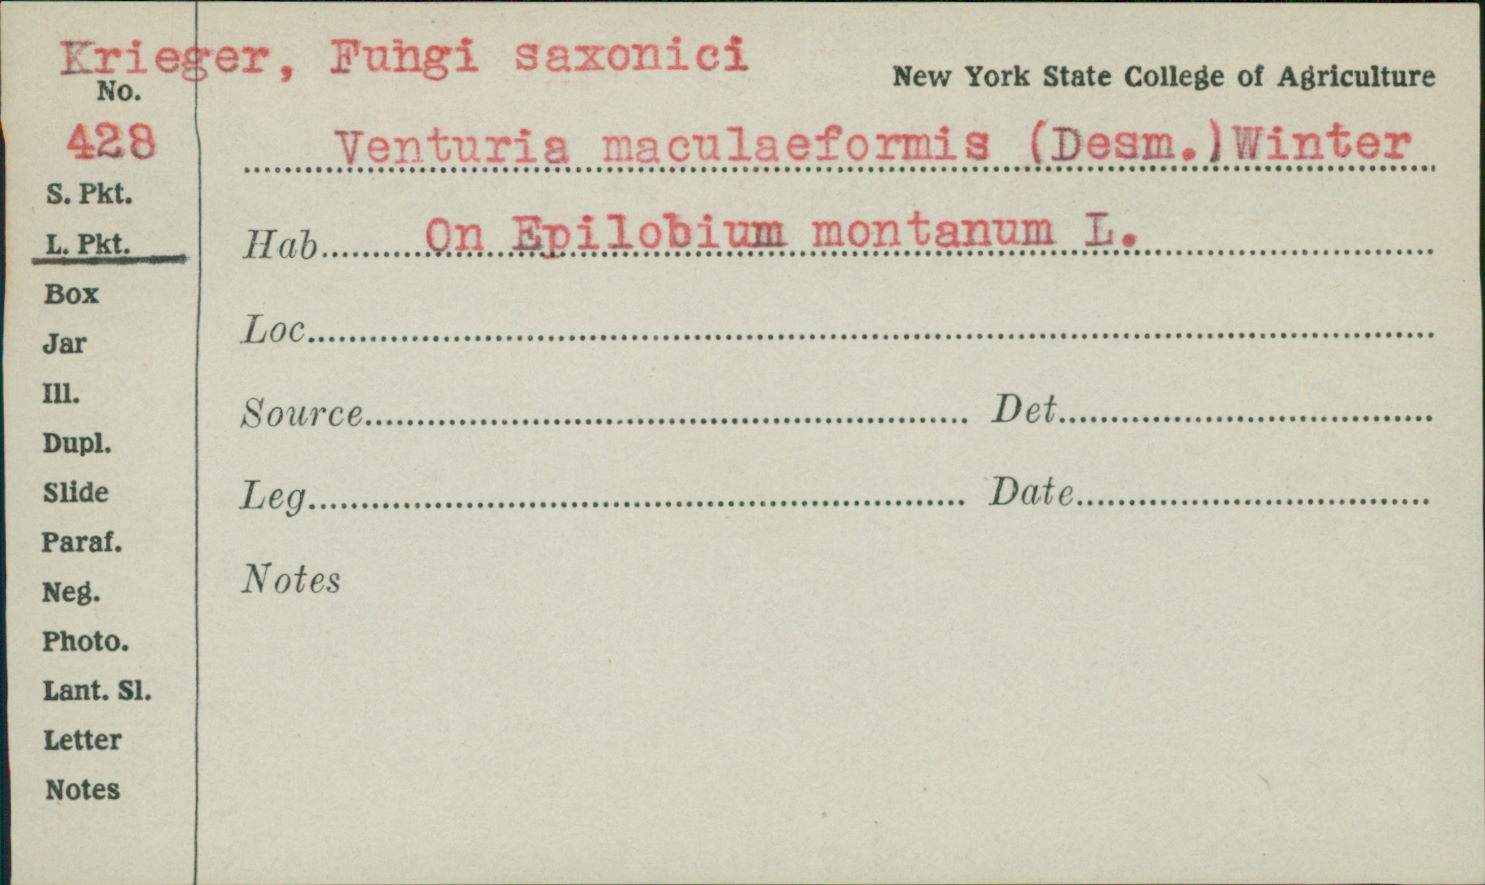 Krieger, Fungi saxonici
New York State College of Agriculture
No.
428
Venturia maculaeformis (Desm.)Winter
S. Pkt.
L. Pkt.
Hab. On Epilobium montanum L.
Box
Loc.
Jar
Ill.
Source Det.
Dupl.
Slide
Leg. Date
Paraf.
Notes
Neg.
Photo.
Lant. Sl.
Letter
Notes